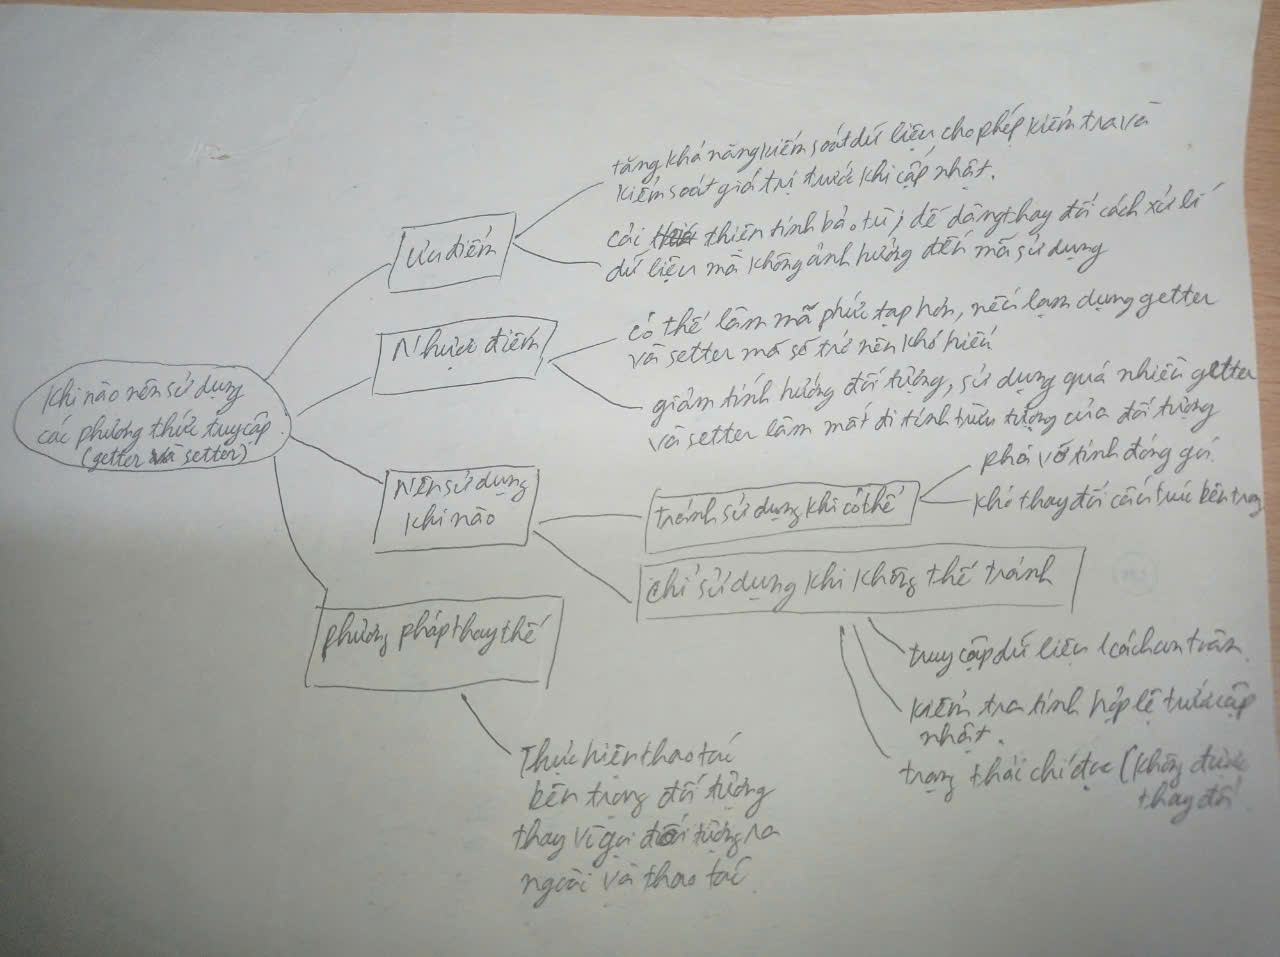 khi nào nên sử dụng
các phương thức truy cập
(getter và setter)
Ưu điểm
tăng khả năng kiểm soát dữ liệu cho phép kiểm tra và
kiểm soát giá trị trước khi cập nhật.
cải thiện tính bảo trì, dễ dàng thay đổi cách xử lí
dữ liệu mà không ảnh hưởng đến mã sử dụng
Nhược điểm
có thể làm mã phức tạp hơn, nếu lạm dụng getter
và setter mã sẽ trở nên khó hiểu
giảm tính hướng đối tượng, sử dụng quá nhiều getter
và setter làm mất đi tính trừu tượng của đối tượng
Nên sử dụng
khi nào
tránh sử dụng khi có thể
phá vỡ tính đóng gói.
khó thay đổi cấu trúc bên trong
chỉ sử dụng khi không thể tránh
truy cập dữ liệu 1 cách an toàn.
kiểm tra tính hợp lệ trước cập
nhật.
trạng thái chỉ đọc (không được
thay đổi
phương pháp thay thế
Thực hiện thao tác
bên trong đối tượng
thay vì gọi đối tượng ra
ngoài và thao tác